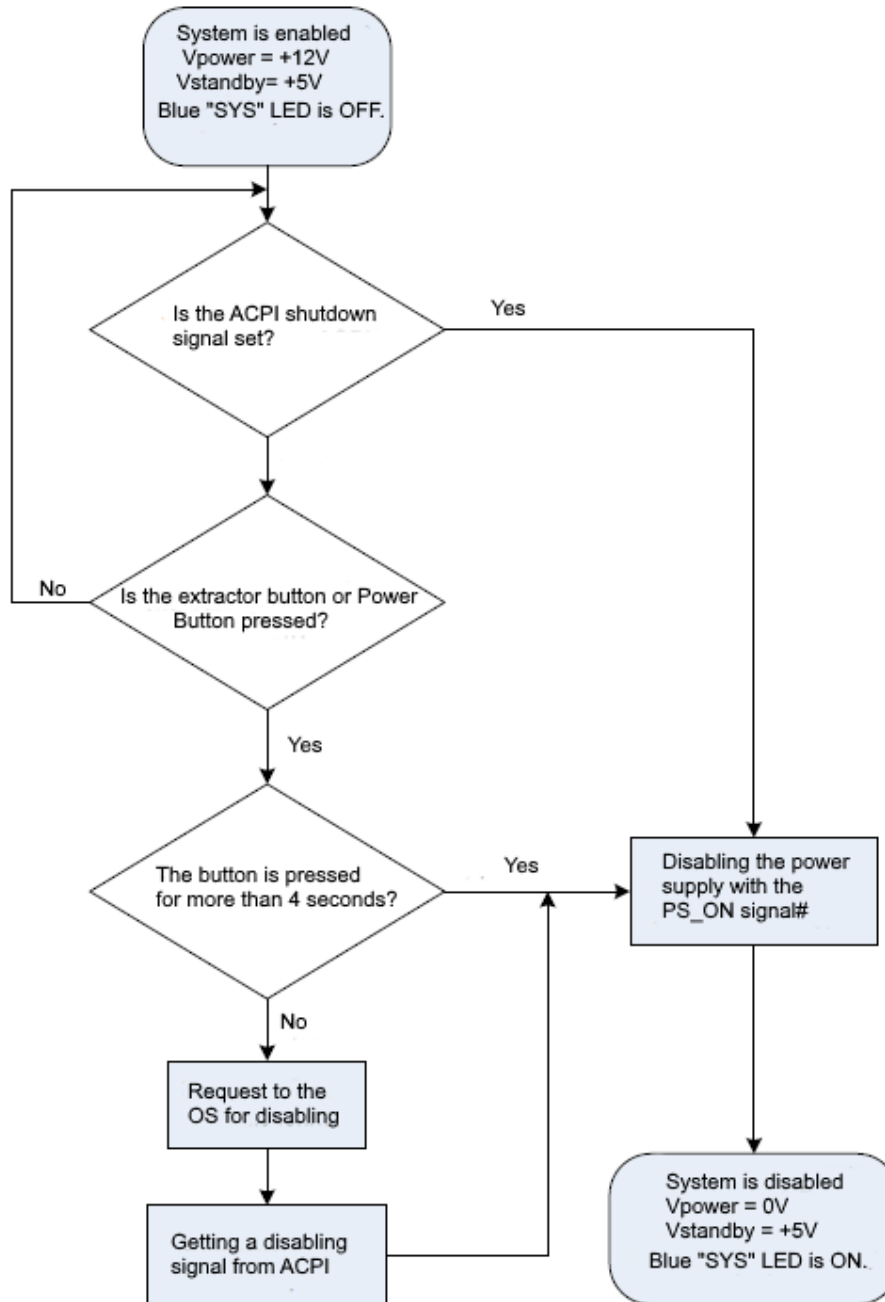 System is enabled
Vpower = +12V
Vstandby= +5V
Blue "SYS" LED is OFF.
Is the ACPI shutdown
signal set?
Yes
Is the extractor button or Power
Button pressed?
No
Yes
The button is pressed
for more than 4 seconds?
Yes
Disabling the power
supply with the
PS_ON signal#
No
Request to the
OS for disabling
Getting a disabling
signal from ACPI
System is disabled
Vpower = 0V
Vstandby = +5V
Blue "SYS" LED is ON.